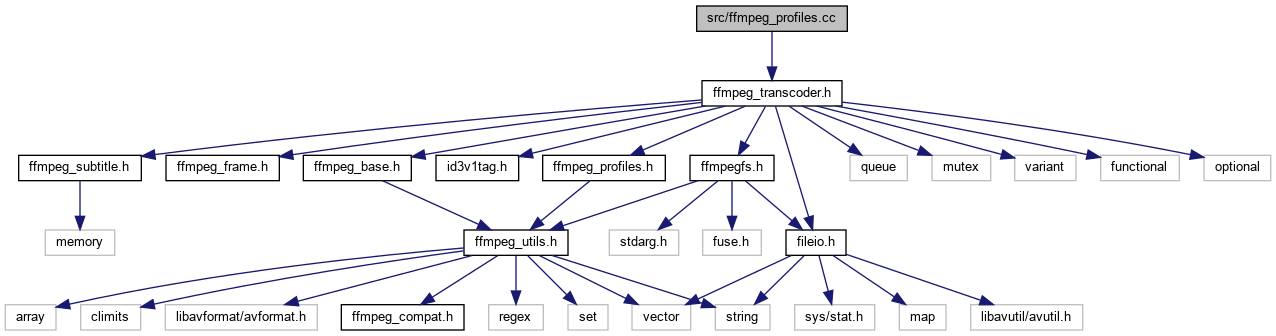 src/ffmpeg_profiles.cc
ffmpeg_transcoder.h
ffmpeg_subtitle.h
ffmpeg_frame.h
ffmpeg_base.h
id3v1tag.h
ffmpeg_profiles.h
ffmpegfs.h
queue
mutex
variant
functional
optional
memory
ffmpeg_utils.h
stdarg.h
fuse.h
fileio.h
array
climits
libavformat/avformat.h
ffmpeg_compat.h
regex
set
vector
string
sys/stat.h
map
libavutil/avutil.h